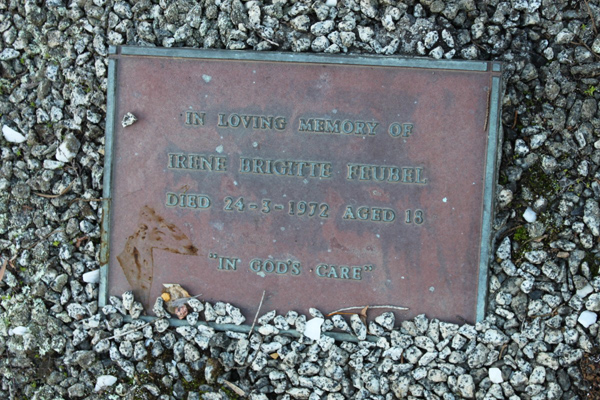 IN LOVING MEMORY OF
IRENE BRIGITTE FEUBEL
DIED 24-3-1972 AGED 18
"IN GOD'S CARE"